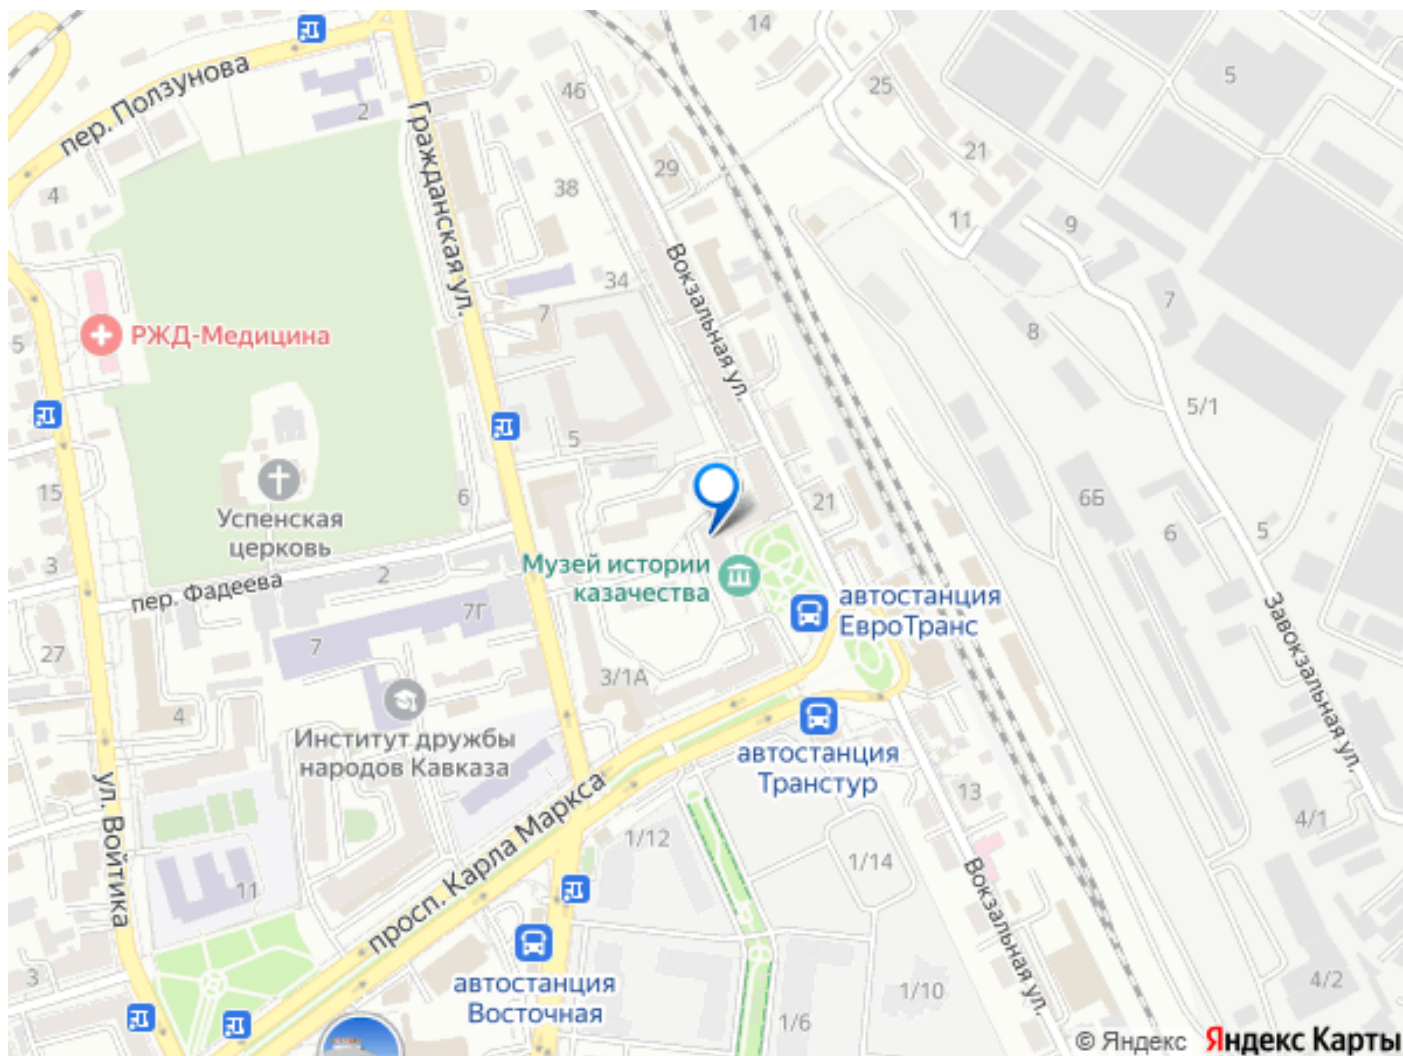 14
5
46
25
пер. Ползунова
2
Гражданская ул.
21
29
38
4
11
9
Вокзальная ул.
34
7
7
8
РЖД-Медицина
5
5/1
5
15
6
21
6Б
6
5
Успенская
церковь
3
пер. Фадеева
2
7Г
Музей истории
казачества
автостанция
ЕвроТранс
Завокзальная ул.
27
7
3/1А
4
Институт дружбы
народов Кавказа
автостанция
Транстур
ул. Войтика
просп. Карла Маркса
13
4/1
1/12
1/14
11
Вокзальная ул.
3
автостанция
Восточная
1/10
4/2
1/6
© Яндекс Яндекс Карты